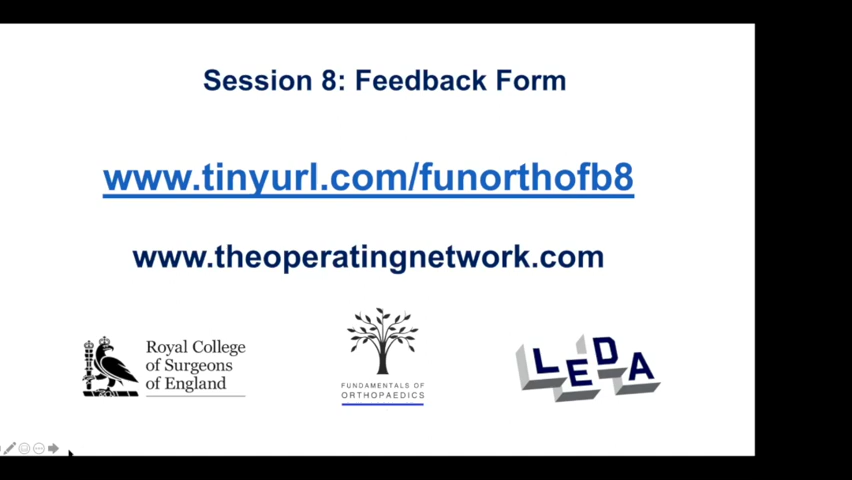 Session 8: Feedback Form
www.tinyurl.com/funorthofb8
www.theoperatingnetwork.com
Royal College
of Surgeons
of England
FUNDAMENTALS OF
ORTHOPAEDICS
LEDA